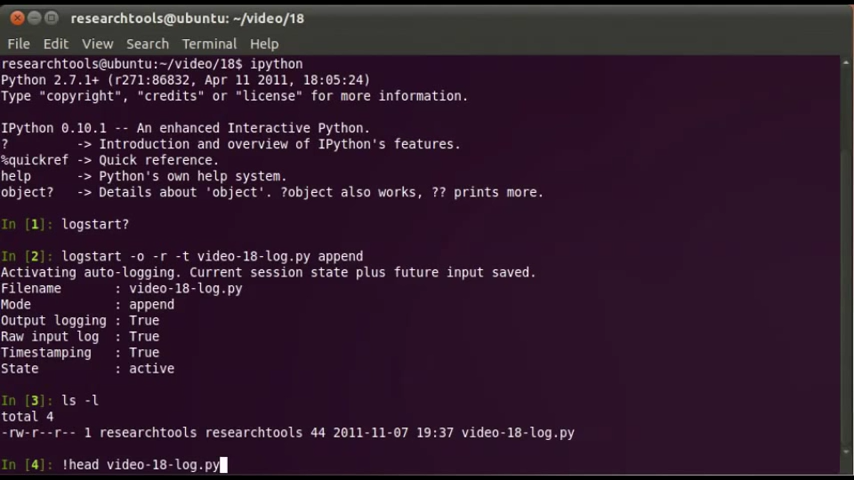 researchtools@ubuntu: ~/video/18
File Edit View Search Terminal Help
researchtools@ubuntu:~/video/18$ ipython
Python 2.7.1+ (r271:86832, Apr 11 2011, 18:05:24)
Type "copyright", "credits" or "license" for more information.
IPython 0.10.1 -- An enhanced Interactive Python.
?         -> Introduction and overview of IPython's features.
%quickref -> Quick reference.
help      -> Python's own help system.
object?   -> Details about 'object'. ?object also works, ?? prints more.
In [1]: logstart?
In [2]: logstart -o -r -t video-18-log.py append
Activating auto-logging. Current session state plus future input saved.
Filename       : video-18-log.py
Mode           : append
Output logging : True
Raw input log  : True
Timestamping   : True
State          : active
In [3]: ls -l
total 4
-rw-r--r-- 1 researchtools researchtools 44 2011-11-07 19:37 video-18-log.py
In [4]: !head video-18-log.py